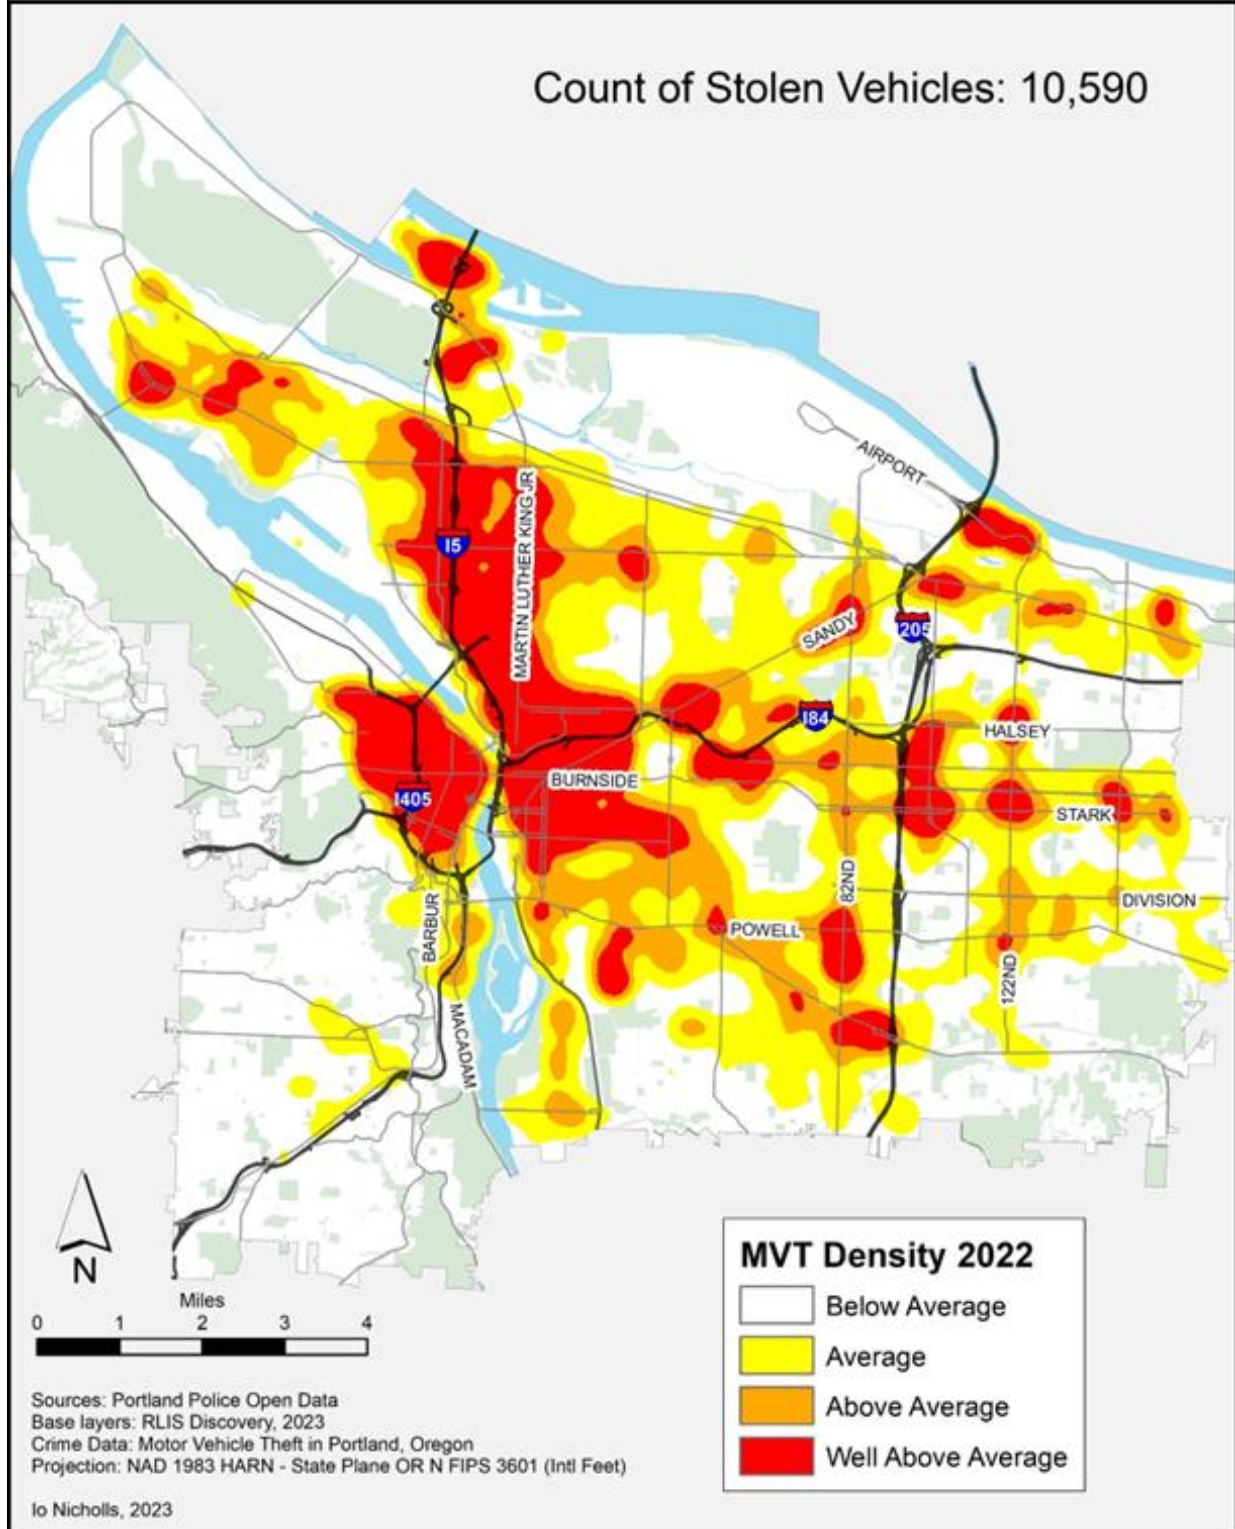 Count of Stolen Vehicles: 10,590
AIRPORT
MARTIN LUTHER KING JR
I5
SANDY
I205
I84
HALSEY
BURNSIDE
I405
STARK
82ND
DIVISION
BARBUR
POWELL
122ND
MACADAM
N
Miles
0 1 2 3 4
MVT Density 2022
Below Average
Average
Above Average
Well Above Average
Sources: Portland Police Open Data
Base layers: RLIS Discovery, 2023
Crime Data: Motor Vehicle Theft in Portland, Oregon
Projection: NAD 1983 HARN - State Plane OR N FIPS 3601 (Intl Feet)
Io Nicholls, 2023